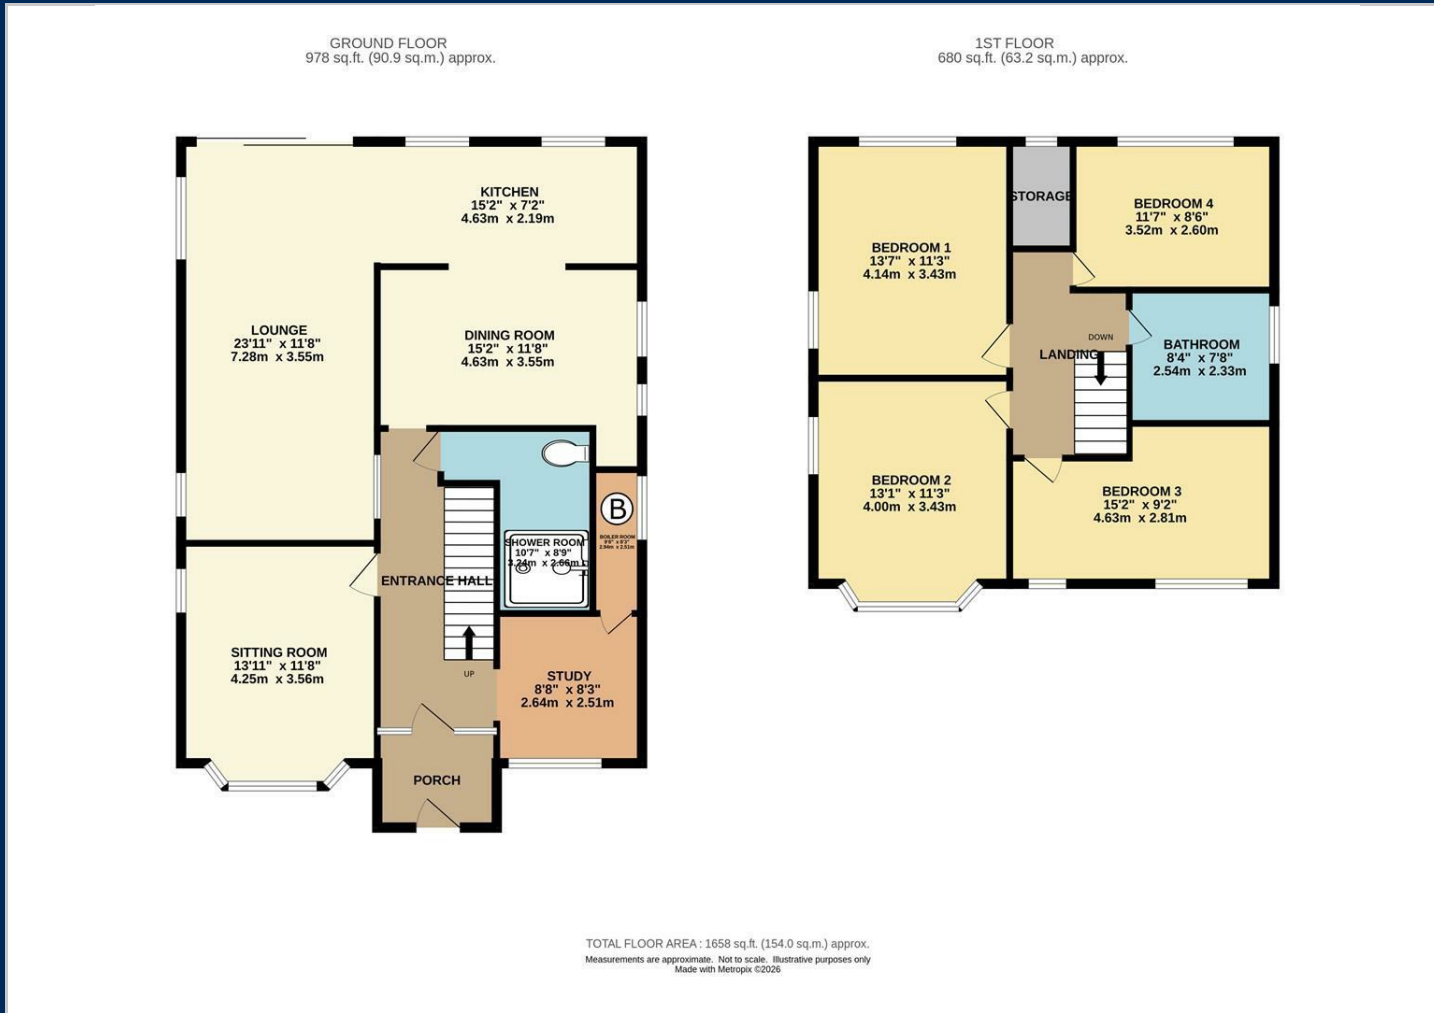 GROUND FLOOR
978 sq.ft. (90.9 sq.m.) approx.
1ST FLOOR
680 sq.ft. (63.2 sq.m.) approx.
KITCHEN
15'2" x 7'2"
4.63m x 2.19m
LOUNGE
23'11" x 11'8"
7.28m x 3.55m
DINING ROOM
15'2" x 11'8"
4.63m x 3.55m
SHOWER ROOM
10'7" x 8'9"
3.24m x 2.66m
B
BOILER ROOM
ENTRANCE HALL
UP
SITTING ROOM
13'11" x 11'8"
4.25m x 3.56m
STUDY
8'8" x 8'3"
2.64m x 2.51m
PORCH
STORAGE
BEDROOM 4
11'7" x 8'6"
3.52m x 2.60m
BEDROOM 1
13'7" x 11'3"
4.14m x 3.43m
DOWN
LANDING
BATHROOM
8'4" x 7'8"
2.54m x 2.33m
BEDROOM 2
13'1" x 11'3"
4.00m x 3.43m
BEDROOM 3
15'2" x 9'2"
4.63m x 2.81m
TOTAL FLOOR AREA : 1658 sq.ft. (154.0 sq.m.) approx.
Measurements are approximate. Not to scale. Illustrative purposes only
Made with Metropix ©2026